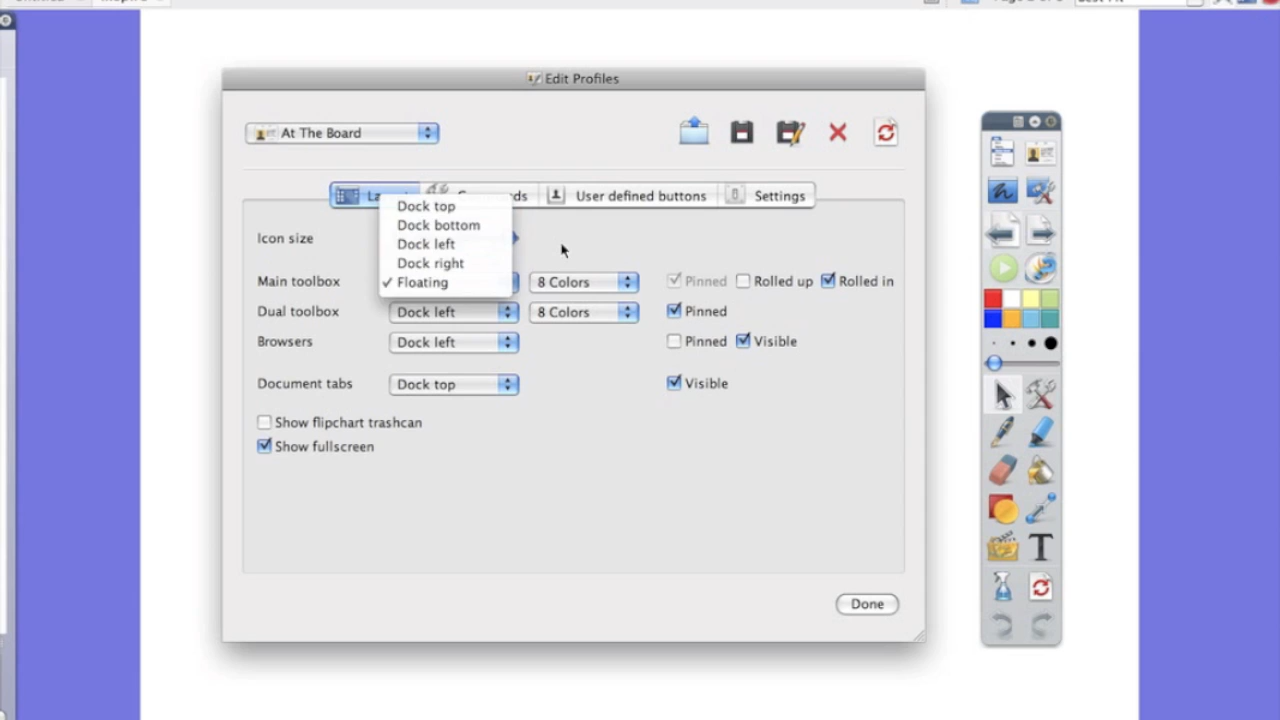 Edit Profiles
At The Board
User defined buttons
Settings
Dock top
Dock bottom
Dock left
Dock right
✓ Floating
Icon size
Main toolbox
8 Colors
Pinned
Rolled up
Rolled in
Dual toolbox
Dock left
8 Colors
Pinned
Browsers
Dock left
Pinned
Visible
Document tabs
Dock top
Visible
Show flipchart trashcan
Show fullscreen
Done
T